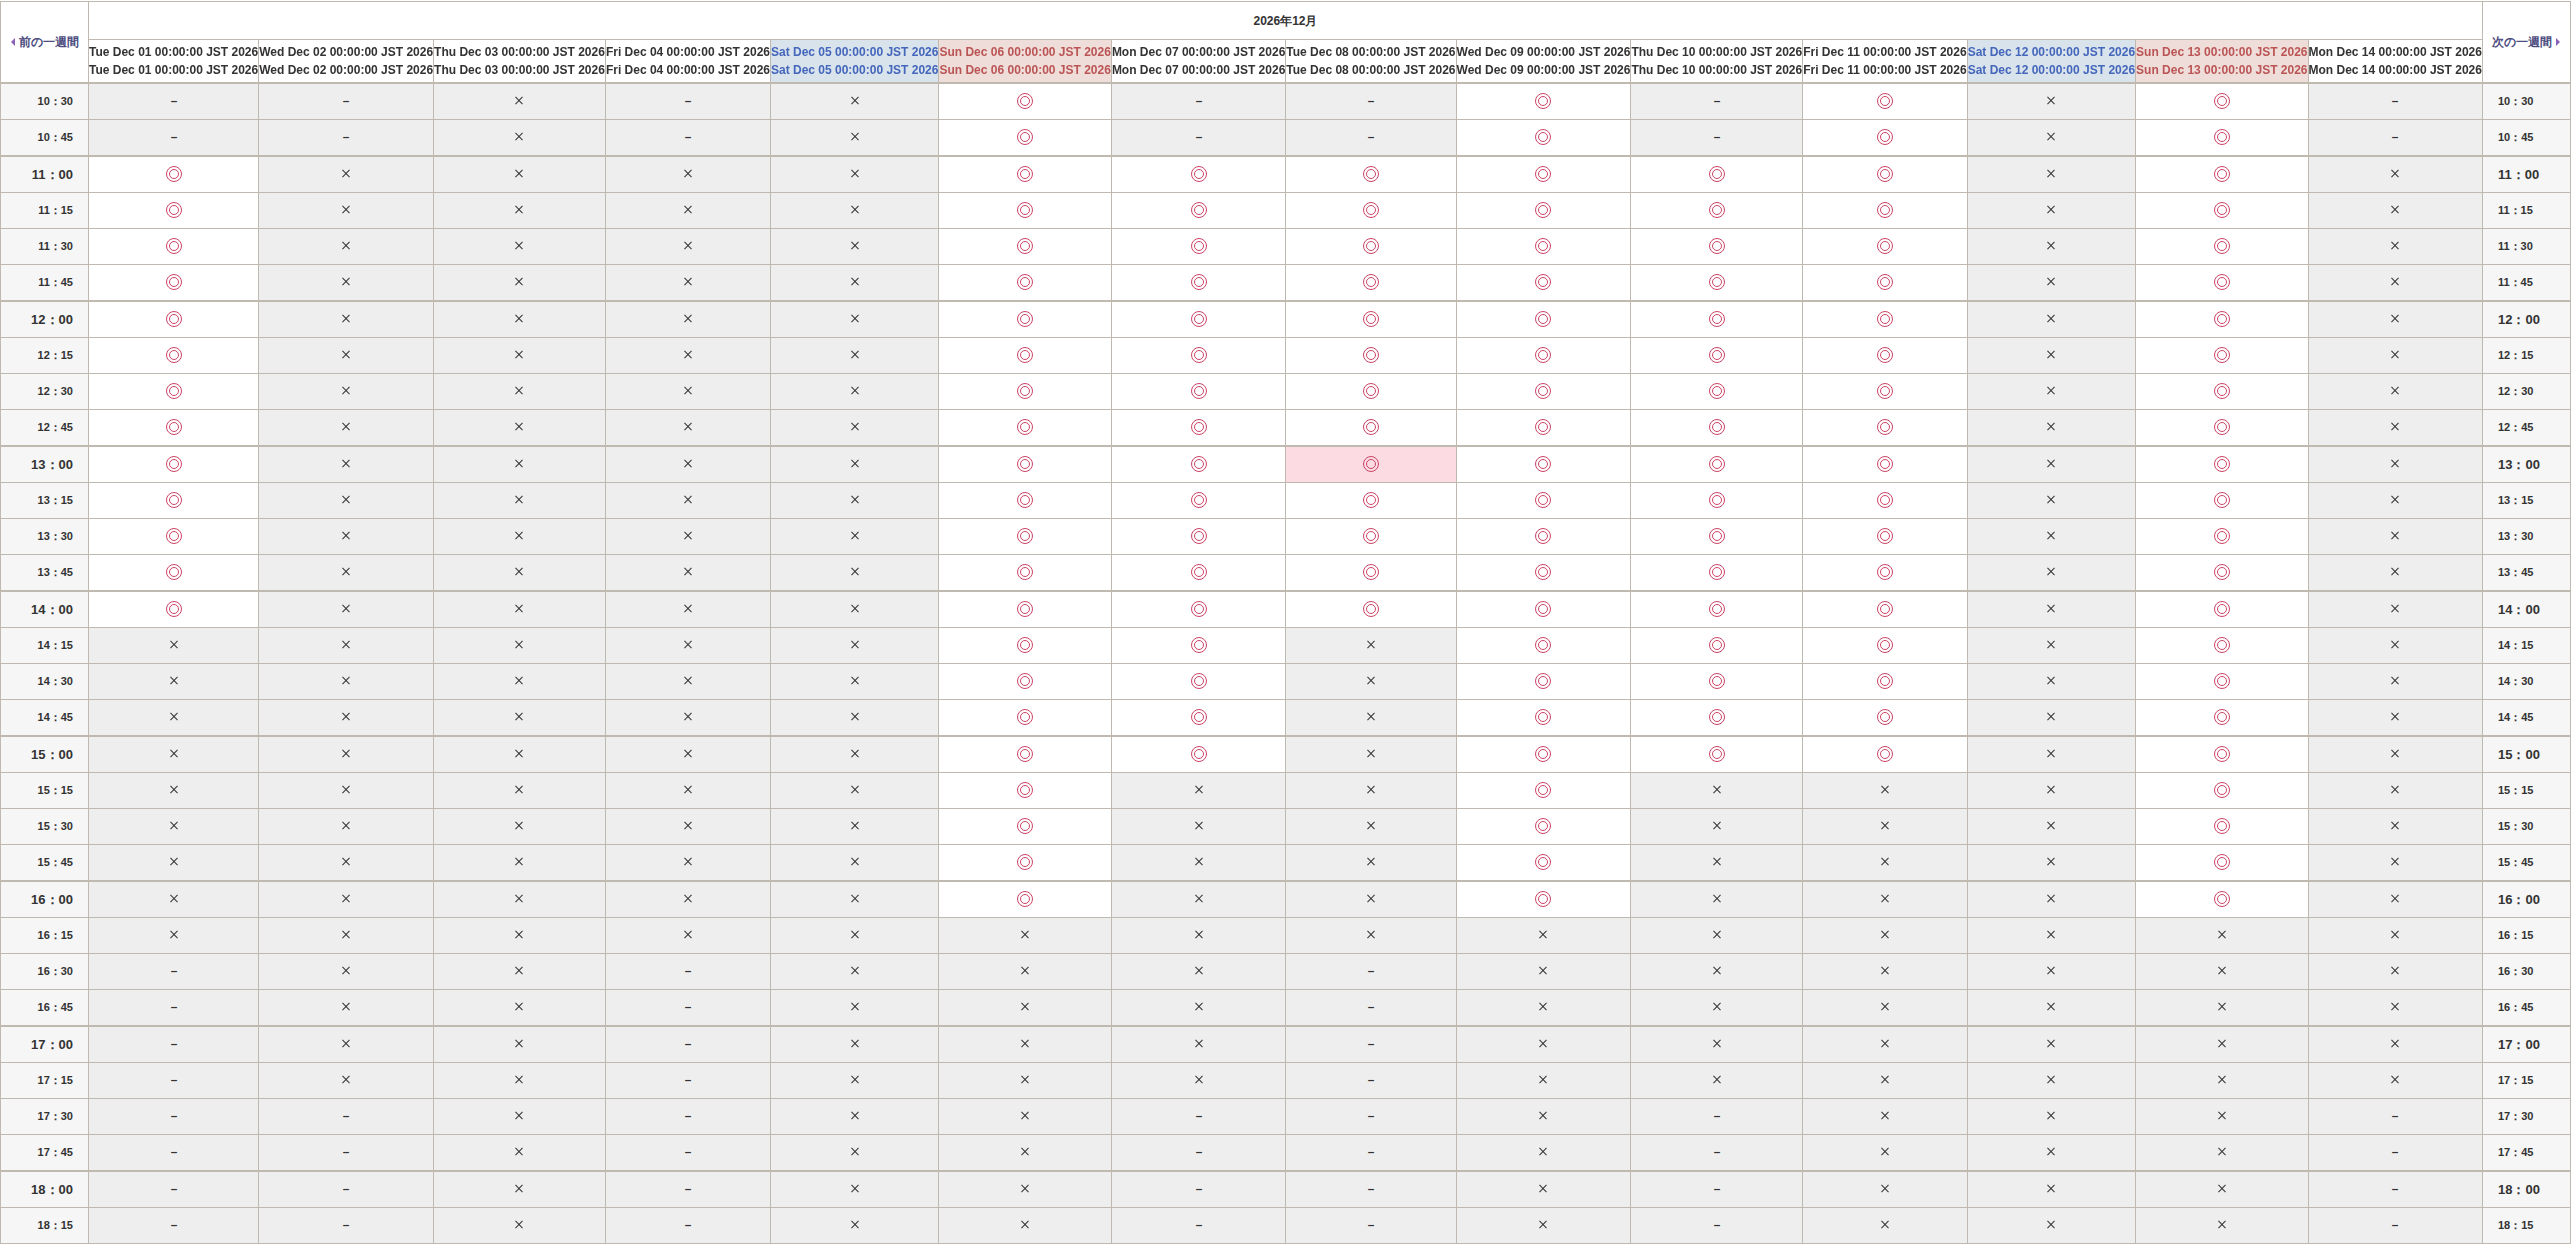 2026年12月
前の一週間 次の一週間
Tue Dec 01 00:00:00 JST 2026 Wed Dec 02 00:00:00 JST 2026 Thu Dec 03 00:00:00 JST 2026 Fri Dec 04 00:00:00 JST 2026 Sat Dec 05 00:00:00 JST 2026 Sun Dec 06 00:00:00 JST 2026 Mon Dec 07 00:00:00 JST 2026 Tue Dec 08 00:00:00 JST 2026 Wed Dec 09 00:00:00 JST 2026 Thu Dec 10 00:00:00 JST 2026 Fri Dec 11 00:00:00 JST 2026 Sat Dec 12 00:00:00 JST 2026 Sun Dec 13 00:00:00 JST 2026 Mon Dec 14 00:00:00 JST 2026
Tue Dec 01 00:00:00 JST 2026 Wed Dec 02 00:00:00 JST 2026 Thu Dec 03 00:00:00 JST 2026 Fri Dec 04 00:00:00 JST 2026 Sat Dec 05 00:00:00 JST 2026 Sun Dec 06 00:00:00 JST 2026 Mon Dec 07 00:00:00 JST 2026 Tue Dec 08 00:00:00 JST 2026 Wed Dec 09 00:00:00 JST 2026 Thu Dec 10 00:00:00 JST 2026 Fri Dec 11 00:00:00 JST 2026 Sat Dec 12 00:00:00 JST 2026 Sun Dec 13 00:00:00 JST 2026 Mon Dec 14 00:00:00 JST 2026
10：30 – – × – × ◎ – – ◎ – ◎ × ◎ – 10：30
10：45 – – × – × ◎ – – ◎ – ◎ × ◎ – 10：45
11：00 ◎ × × × × ◎ ◎ ◎ ◎ ◎ ◎ × ◎ × 11：00
11：15 ◎ × × × × ◎ ◎ ◎ ◎ ◎ ◎ × ◎ × 11：15
11：30 ◎ × × × × ◎ ◎ ◎ ◎ ◎ ◎ × ◎ × 11：30
11：45 ◎ × × × × ◎ ◎ ◎ ◎ ◎ ◎ × ◎ × 11：45
12：00 ◎ × × × × ◎ ◎ ◎ ◎ ◎ ◎ × ◎ × 12：00
12：15 ◎ × × × × ◎ ◎ ◎ ◎ ◎ ◎ × ◎ × 12：15
12：30 ◎ × × × × ◎ ◎ ◎ ◎ ◎ ◎ × ◎ × 12：30
12：45 ◎ × × × × ◎ ◎ ◎ ◎ ◎ ◎ × ◎ × 12：45
13：00 ◎ × × × × ◎ ◎ ◎ ◎ ◎ ◎ × ◎ × 13：00
13：15 ◎ × × × × ◎ ◎ ◎ ◎ ◎ ◎ × ◎ × 13：15
13：30 ◎ × × × × ◎ ◎ ◎ ◎ ◎ ◎ × ◎ × 13：30
13：45 ◎ × × × × ◎ ◎ ◎ ◎ ◎ ◎ × ◎ × 13：45
14：00 ◎ × × × × ◎ ◎ ◎ ◎ ◎ ◎ × ◎ × 14：00
14：15 × × × × × ◎ ◎ × ◎ ◎ ◎ × ◎ × 14：15
14：30 × × × × × ◎ ◎ × ◎ ◎ ◎ × ◎ × 14：30
14：45 × × × × × ◎ ◎ × ◎ ◎ ◎ × ◎ × 14：45
15：00 × × × × × ◎ ◎ × ◎ ◎ ◎ × ◎ × 15：00
15：15 × × × × × ◎ × × ◎ × × × ◎ × 15：15
15：30 × × × × × ◎ × × ◎ × × × ◎ × 15：30
15：45 × × × × × ◎ × × ◎ × × × ◎ × 15：45
16：00 × × × × × ◎ × × ◎ × × × ◎ × 16：00
16：15 × × × × × × × × × × × × × × 16：15
16：30 – × × – × × × – × × × × × × 16：30
16：45 – × × – × × × – × × × × × × 16：45
17：00 – × × – × × × – × × × × × × 17：00
17：15 – × × – × × × – × × × × × × 17：15
17：30 – – × – × × – – × – × × × – 17：30
17：45 – – × – × × – – × – × × × – 17：45
18：00 – – × – × × – – × – × × × – 18：00
18：15 – – × – × × – – × – × × × – 18：15